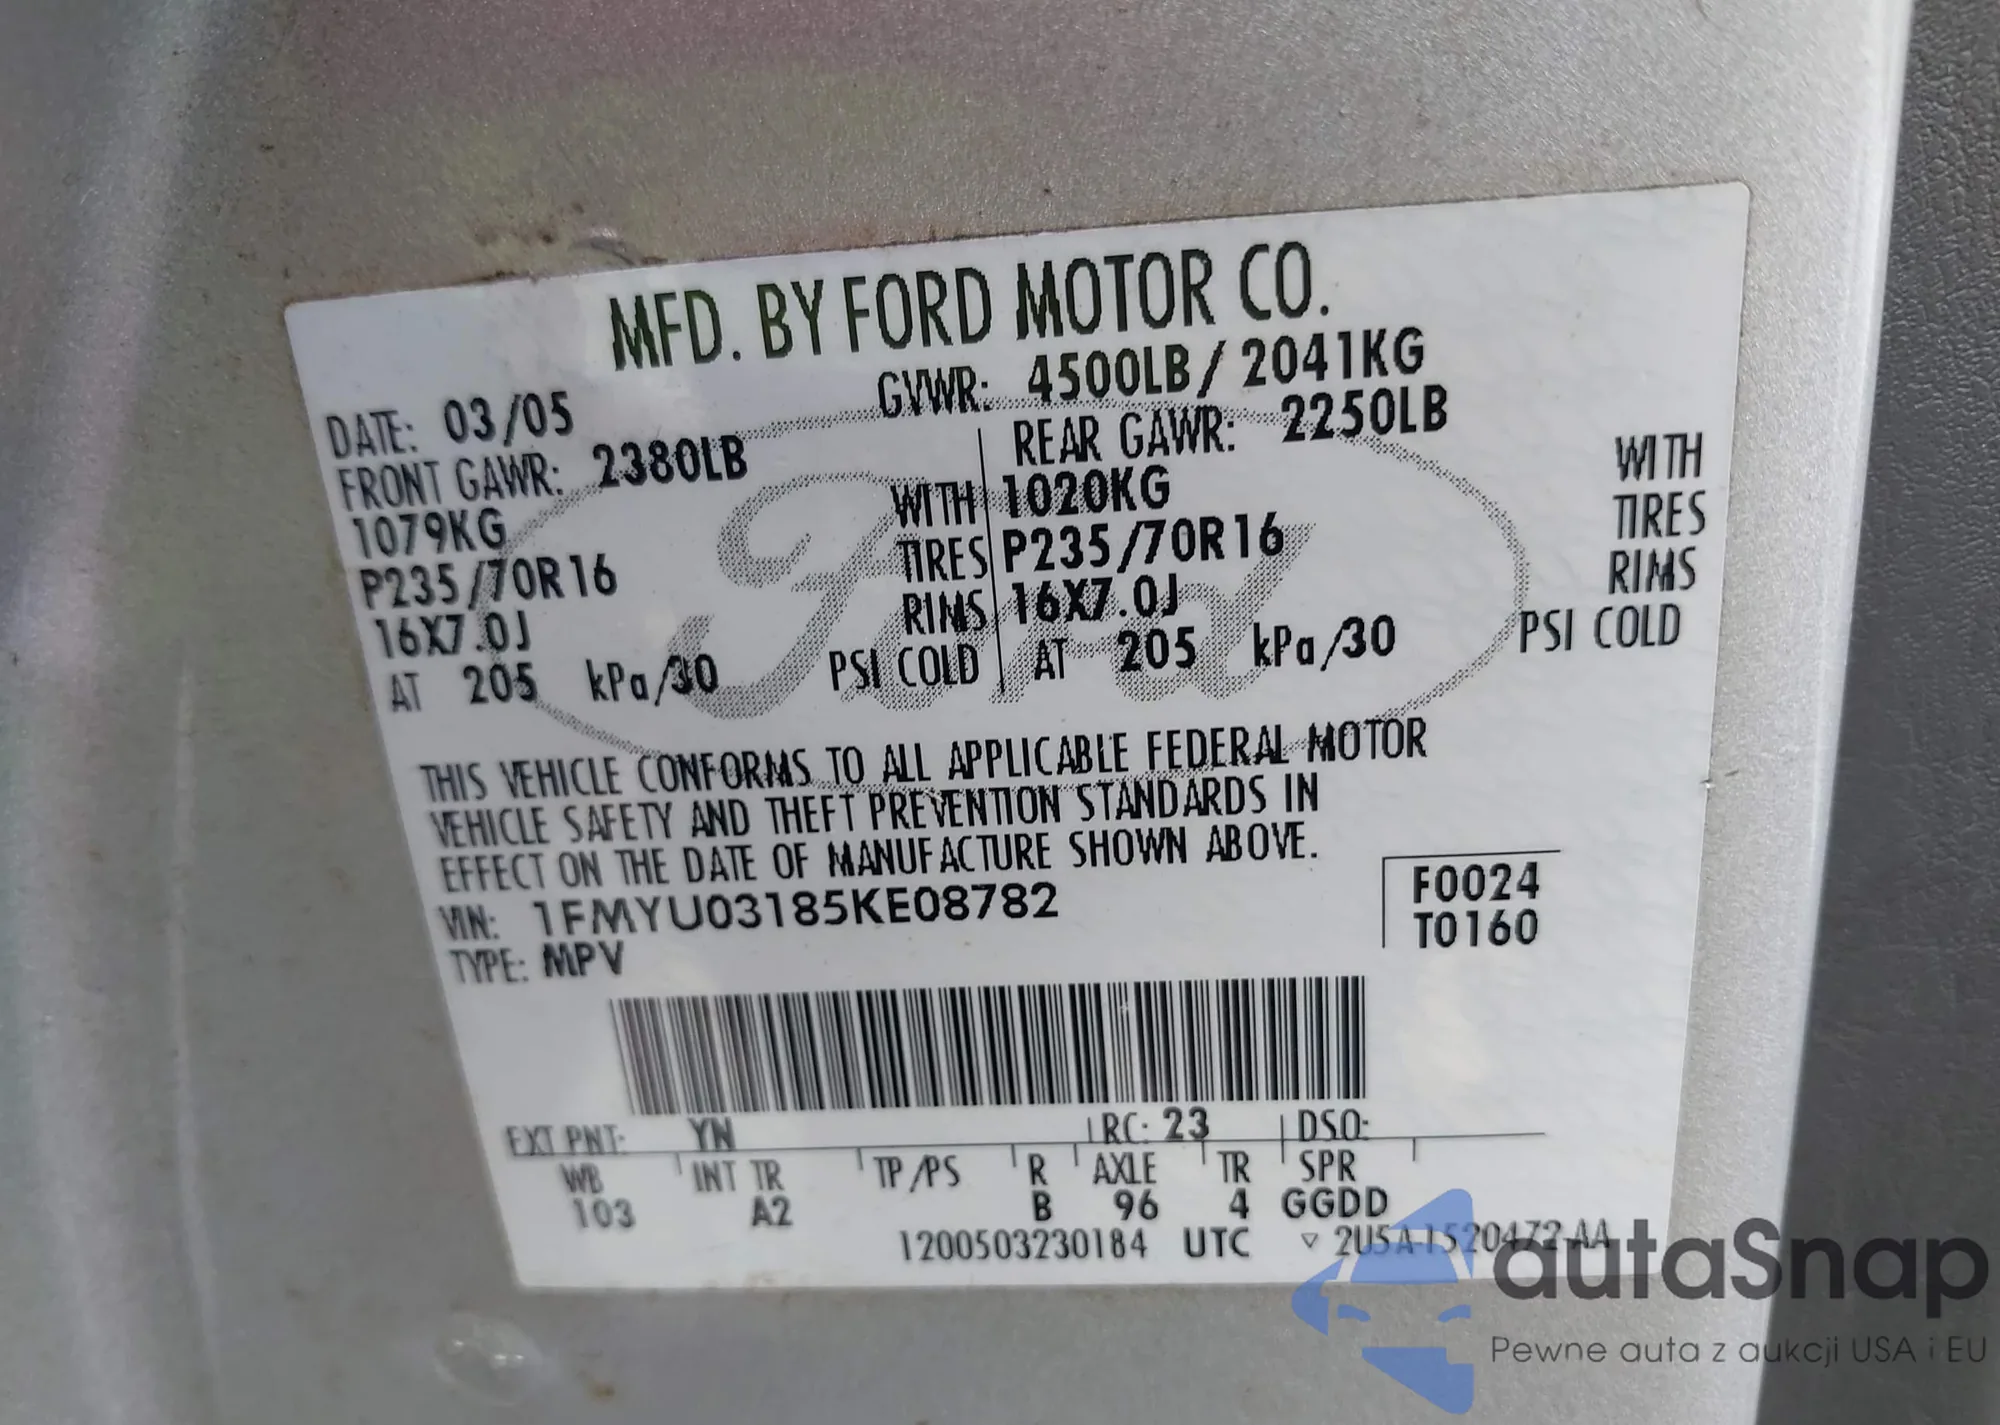 MFD. BY FORD MOTOR CO.
DATE: 03/05 GVWR: 4500LB / 2041KG
FRONT GAWR: 2380LB REAR GAWR: 2250LB
1079KG WITH 1020KG WITH
P235/70R16 TIRES P235/70R16 TIRES
16X7.0J RIMS 16X7.0J RIMS
AT 205 kPa/30 PSI COLD AT 205 kPa/30 PSI COLD
Ford
THIS VEHICLE CONFORMS TO ALL APPLICABLE FEDERAL MOTOR
VEHICLE SAFETY AND THEFT PREVENTION STANDARDS IN
EFFECT ON THE DATE OF MANUFACTURE SHOWN ABOVE.
VIN: 1FMYU03185KE08782 F0024
TYPE: MPV T0160
EXT PNT: YN RC: 23 DSO:
WB INT TR TP/PS R AXLE TR SPR
103 A2 B 96 4 GGDD
1200503230184 UTC ▽ 2U5A-1520472-AA
autaSnap
Pewne auta z aukcji USA i EU